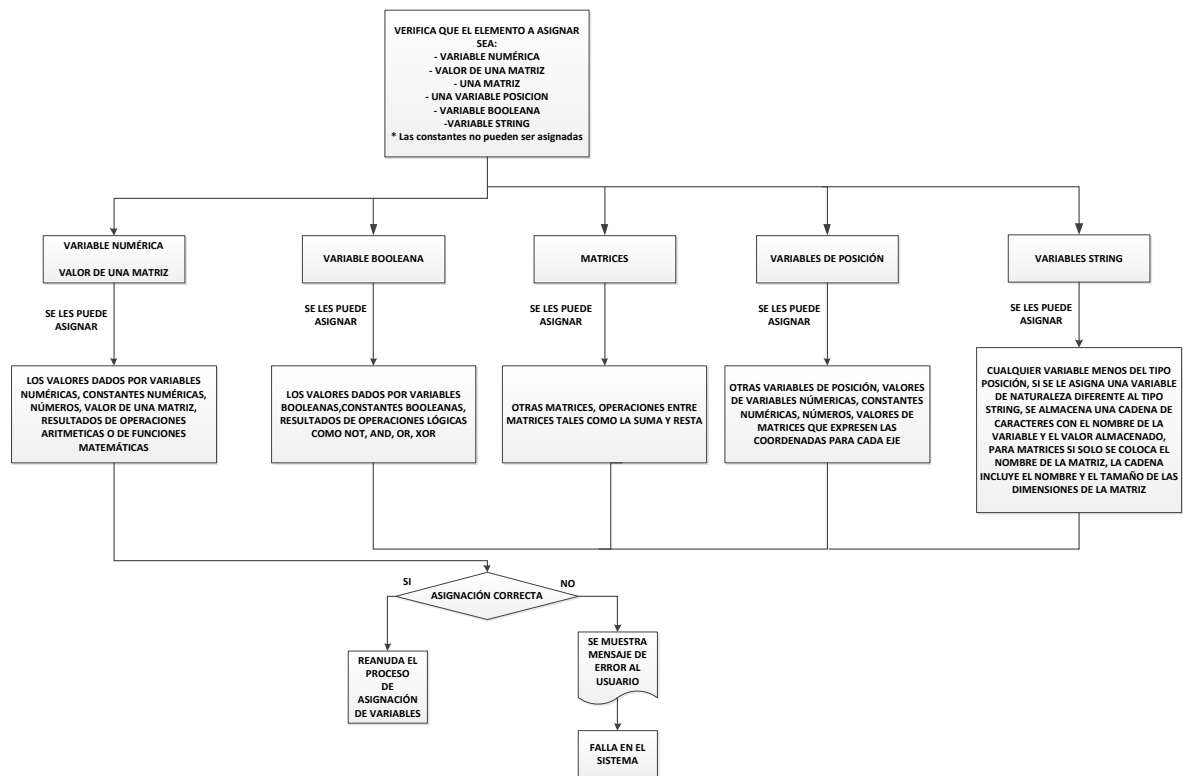 VERIFICA QUE EL ELEMENTO A ASIGNAR
SEA:
- VARIABLE NUMÉRICA
- VALOR DE UNA MATRIZ
- UNA MATRIZ
- UNA VARIABLE POSICION
- VARIABLE BOOLEANA
-VARIABLE STRING
* Las constantes no pueden ser asignadas
VARIABLE NUMÉRICA
VALOR DE UNA MATRIZ
VARIABLE BOOLEANA
MATRICES
VARIABLES DE POSICIÓN
VARIABLES STRING
SE LES PUEDE
ASIGNAR
SE LES PUEDE
ASIGNAR
SE LES PUEDE
ASIGNAR
SE LES PUEDE
ASIGNAR
SE LES PUEDE
ASIGNAR
LOS VALORES DADOS POR VARIABLES
NUMÉRICAS, CONSTANTES NUMÉRICAS,
NÚMEROS, VALOR DE UNA MATRIZ,
RESULTADOS DE OPERACIONES
ARITMETICAS O DE FUNCIONES
MATEMÁTICAS
LOS VALORES DADOS POR VARIABLES
BOOLEANAS,CONSTANTES BOOLEANAS,
RESULTADOS DE OPERACIONES LÓGICAS
COMO NOT, AND, OR, XOR
OTRAS MATRICES, OPERACIONES ENTRE
MATRICES TALES COMO LA SUMA Y RESTA
OTRAS VARIABLES DE POSICIÓN, VALORES
DE VARIABLES NÚMERICAS, CONSTANTES
NUMÉRICAS, NÚMEROS, VALORES DE
MATRICES QUE EXPRESEN LAS
COORDENADAS PARA CADA EJE
CUALQUIER VARIABLE MENOS DEL TIPO
POSICIÓN, SI SE LE ASIGNA UNA VARIABLE
DE NATURALEZA DIFERENTE AL TIPO
STRING, SE ALMACENA UNA CADENA DE
CARACTERES CON EL NOMBRE DE LA
VARIABLE Y EL VALOR ALMACENADO,
PARA MATRICES SI SOLO SE COLOCA EL
NOMBRE DE LA MATRIZ, LA CADENA
INCLUYE EL NOMBRE Y EL TAMAÑO DE LAS
DIMENSIONES DE LA MATRIZ
SI
ASIGNACIÓN CORRECTA
NO
REANUDA EL
PROCESO
DE
ASIGNACIÓN
DE VARIABLES
SE MUESTRA
MENSAJE DE
ERROR AL
USUARIO
FALLA EN EL
SISTEMA